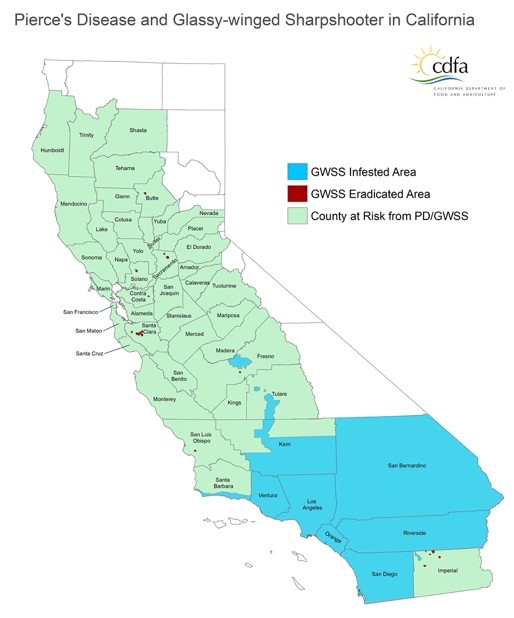 Pierce's Disease and Glassy-winged Sharpshooter in California
cdfa
CALIFORNIA DEPARTMENT OF
FOOD AND AGRICULTURE
GWSS Infested Area
GWSS Eradicated Area
County at Risk from PD/GWSS
Humboldt
Trinity
Shasta
Tehama
Mendocino
Glenn
Butte
Lake
Colusa
Sutter
Yuba
Nevada
Placer
El Dorado
Sonoma
Napa
Yolo
Sacramento
Amador
Solano
Marin
Contra
Costa
San
Joaquin
Calaveras
Tuolumne
San Francisco
Alameda
Stanislaus
Mariposa
San Mateo
Santa
Clara
Merced
Santa Cruz
Madera
Fresno
San
Benito
Monterey
Kings
Tulare
San Luis
Obispo
Kern
San Bernardino
Santa
Barbara
Ventura
Los
Angeles
Orange
Riverside
San Diego
Imperial